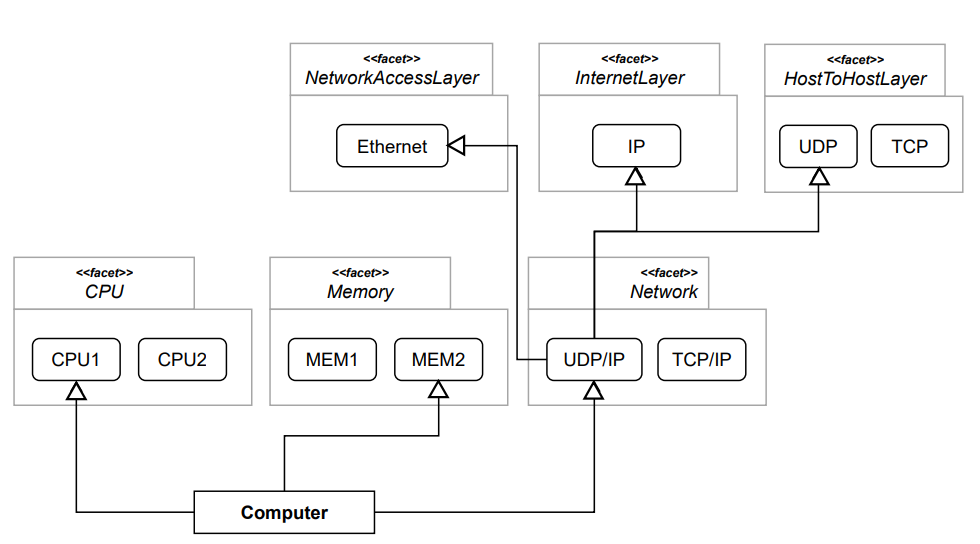 <<facet>>
NetworkAccessLayer
Ethernet
<<facet>>
InternetLayer
IP
<<facet>>
HostToHostLayer
UDP
TCP
<<facet>>
CPU
CPU1
CPU2
<<facet>>
Memory
MEM1
MEM2
<<facet>>
Network
UDP/IP
TCP/IP
Computer